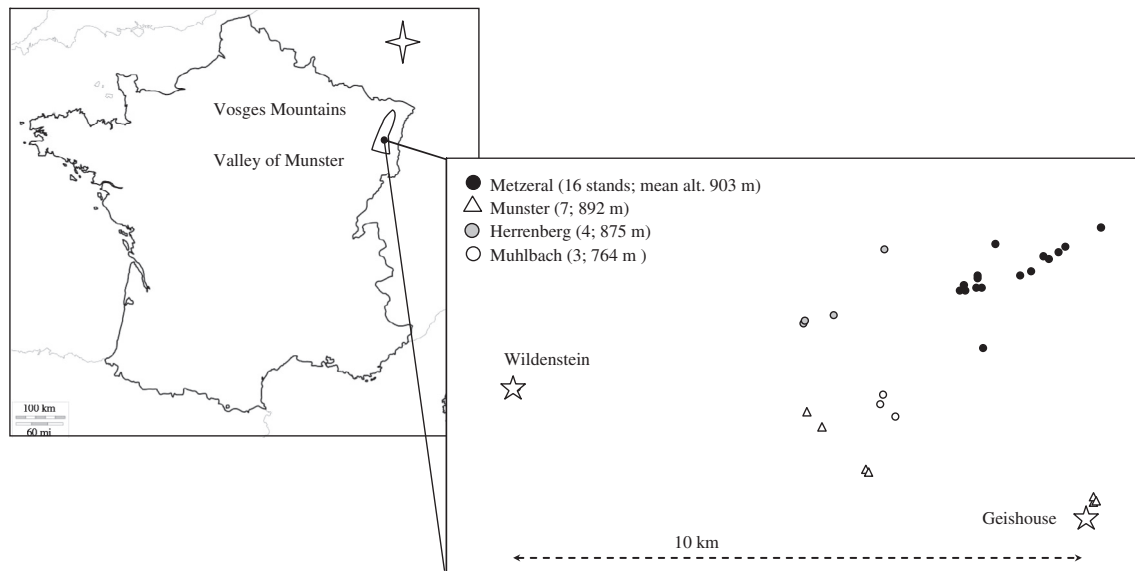 Vosges Mountains
Valley of Munster
100 km
60 mi
Metzeral (16 stands; mean alt. 903 m)
Munster (7; 892 m)
Herrenberg (4; 875 m)
Muhlbach (3; 764 m )
Wildenstein
Geishouse
10 km